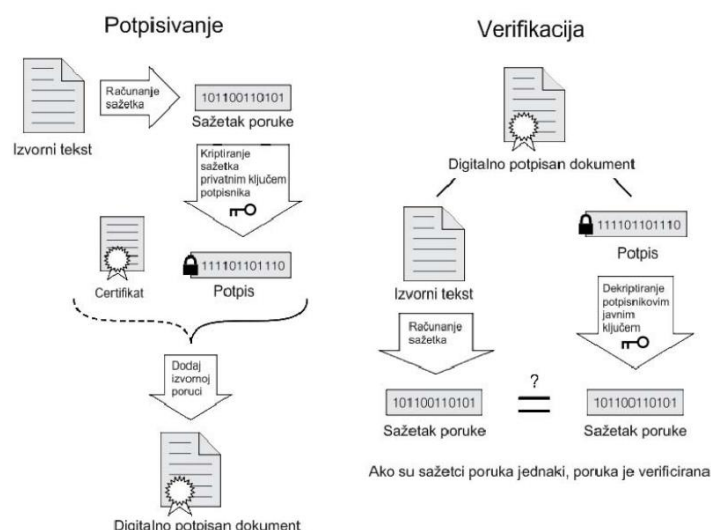 Potpisivanje
Izvorni tekst
Računanje
sažetka
101100110101
Sažetak poruke
Kriptiranje
sažetka
privatnim ključem
potpisnika
Certifikat
111101101110
Potpis
Dodaj
izvornoj
poruci
Digitalno potpisan dokument
Verifikacija
Digitalno potpisan dokument
Izvorni tekst
111101101110
Potpis
Računanje
sažetka
Dekriptiranje
potpisnikovim
javnim
ključem
101100110101
Sažetak poruke
?
=
101100110101
Sažetak poruke
Ako su sažetci poruka jednaki, poruka je verificirana